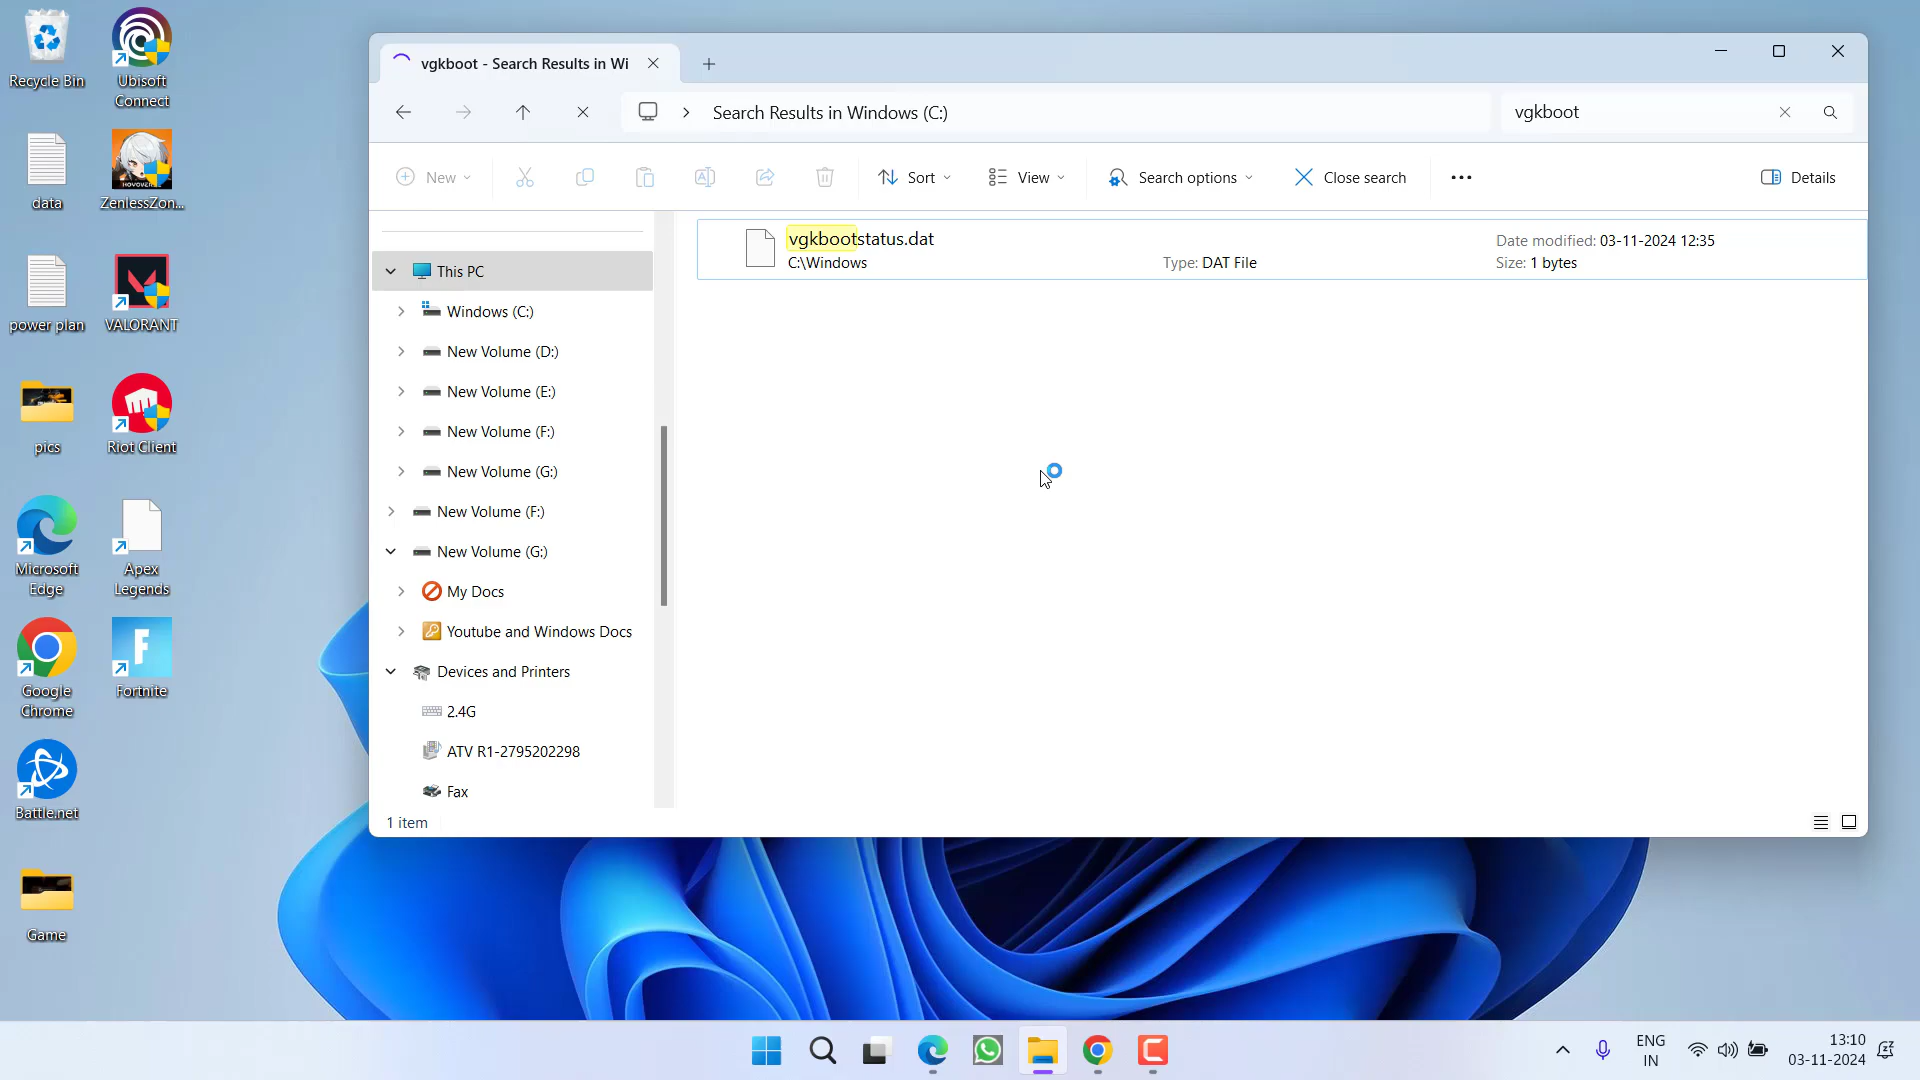 Recycle Bin
Ubisoft
Connect
data
HOYOVERSE
ZenlessZon...
power plan
VALORANT
pics
Riot Client
Microsoft
Edge
Apex
Legends
Google
Chrome
F
Fortnite
Battle.net
Game
vgkboot - Search Results in Wi
Search Results in Windows (C:)
vgkboot
New
Sort
View
Search options
Close search
Details
This PC
Windows (C:)
New Volume (D:)
New Volume (E:)
New Volume (F:)
New Volume (G:)
New Volume (F:)
New Volume (G:)
My Docs
Youtube and Windows Docs
Devices and Printers
2.4G
ATV R1-2795202298
Fax
vgkbootstatus.dat
C:\Windows
Type: DAT File
Date modified: 03-11-2024 12:35
Size: 1 bytes
1 item
ENG
IN
13:10
03-11-2024